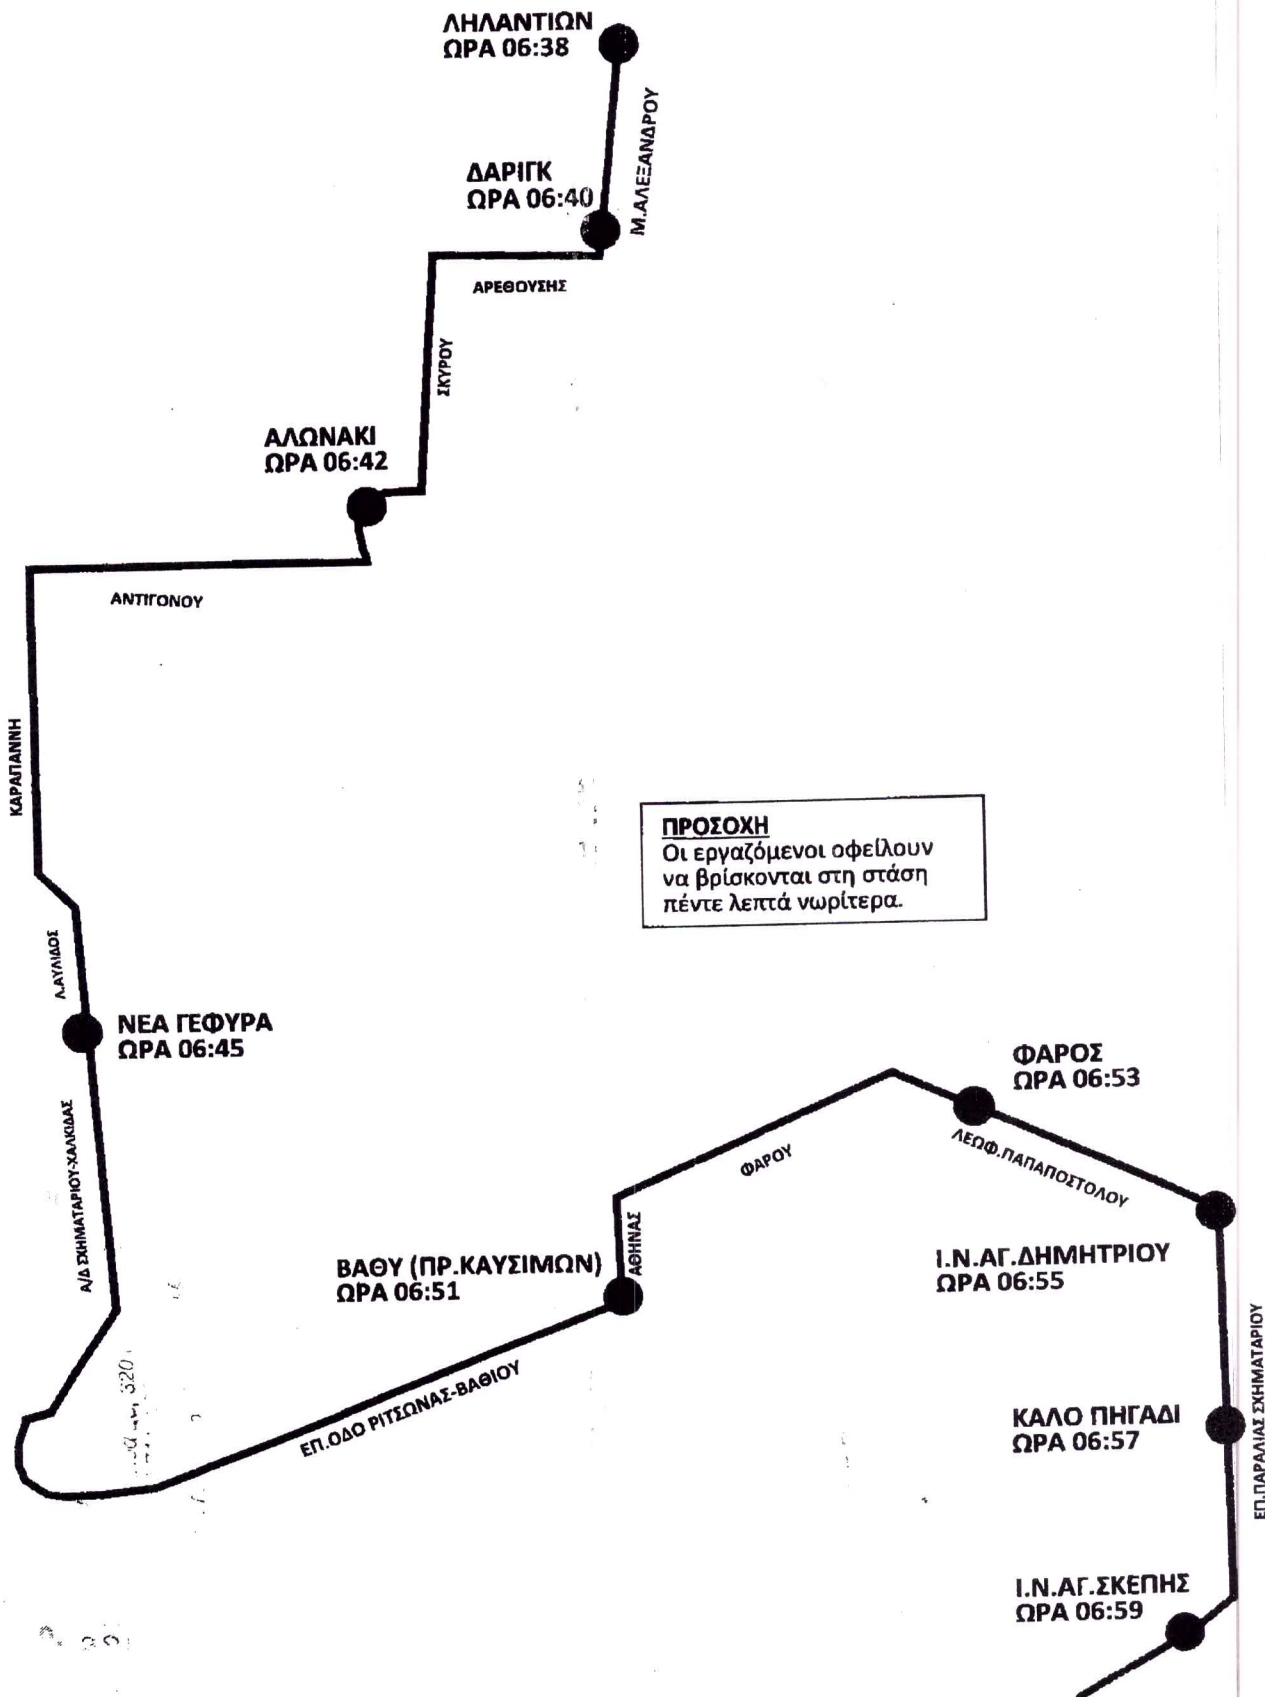 ΛΗΛΑΝΤΙΩΝ
ΩΡΑ 06:38
Μ.ΑΛΕΞΑΝΔΡΟΥ
ΔΑΡΙΓΚ
ΩΡΑ 06:40
ΑΡΕΘΟΥΣΗΣ
ΣΚΥΡΟΥ
ΑΛΩΝΑΚΙ
ΩΡΑ 06:42
ΑΝΤΙΓΟΝΟΥ
ΚΑΡΑΓΙΑΝΝΗ
ΠΡΟΣΟΧΗ
Οι εργαζόμενοι οφείλουν
να βρίσκονται στη στάση
πέντε λεπτά νωρίτερα.
Λ.ΑΥΛΙΔΟΣ
ΝΕΑ ΓΕΦΥΡΑ
ΩΡΑ 06:45
Α/Δ ΣΧΗΜΑΤΑΡΙΟΥ-ΧΑΛΚΙΔΑΣ
ΕΠ.ΟΔΟ ΡΙΤΣΩΝΑΣ-ΒΑΘΙΟΥ
ΒΑΘΥ (ΠΡ.ΚΑΥΣΙΜΩΝ)
ΩΡΑ 06:51
ΑΘΗΝΑΣ
ΦΑΡΟΥ
ΦΑΡΟΣ
ΩΡΑ 06:53
ΛΕΩΦ.ΠΑΠΑΠΟΣΤΟΛΟΥ
Ι.Ν.ΑΓ.ΔΗΜΗΤΡΙΟΥ
ΩΡΑ 06:55
ΕΠ.ΠΑΡΑΛΙΑΣ ΣΧΗΜΑΤΑΡΙΟΥ
ΚΑΛΟ ΠΗΓΑΔΙ
ΩΡΑ 06:57
Ι.Ν.ΑΓ.ΣΚΕΠΗΣ
ΩΡΑ 06:59